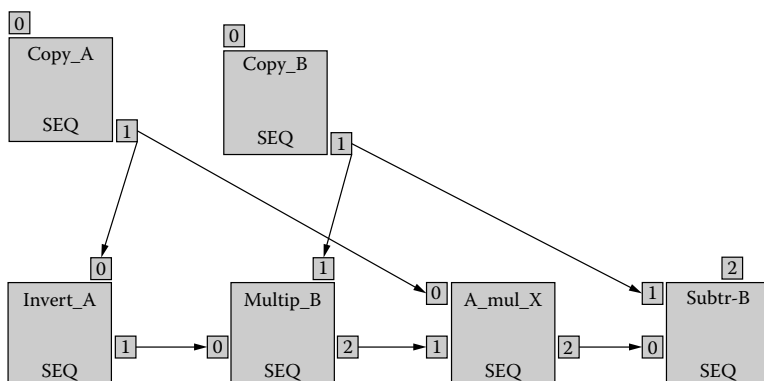 0
Copy_A
SEQ
1
0
Copy_B
SEQ
1
0
Invert_A
SEQ
1
1
0
Multip_B
SEQ
2
0
1
A_mul_X
SEQ
2
2
1
0
Subtr-B
SEQ